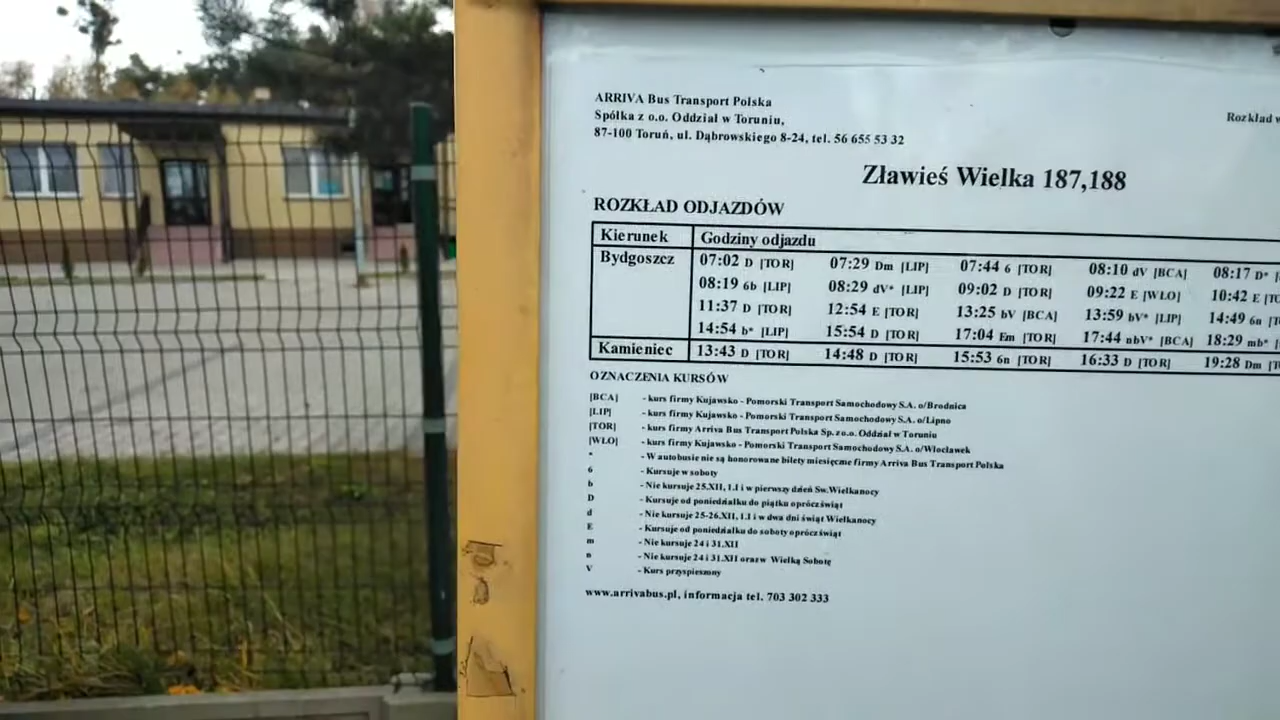 ARRIVA Bus Transport Polska
Spółka z o.o. Oddział w Toruniu,
87-100 Toruń, ul. Dąbrowskiego 8-24, tel. 56 655 53 32
Rozkład
Zławieś Wielka 187,188
ROZKŁAD ODJAZDÓW
Kierunek Godziny odjazdu
Bydgoszcz 07:02 D [TOR] 07:29 Dm [LIP] 07:44 6 [TOR] 08:10 dV [BCA] 08:17 D*
08:19 6b [LIP] 08:29 dV* [LIP] 09:02 D [TOR] 09:22 E [WLO] 10:42 E
11:37 D [TOR] 12:54 E [TOR] 13:25 bV [BCA] 13:59 bV* [LIP] 14:49 6n
14:54 b* [LIP] 15:54 D [TOR] 17:04 Em [TOR] 17:44 nbV* [BCA] 18:29 mb*
Kamieniec 13:43 D [TOR] 14:48 D [TOR] 15:53 6n [TOR] 16:33 D [TOR] 19:28 Dm
OZNACZENIA KURSÓW
[BCA] - kurs firmy Kujawsko - Pomorski Transport Samochodowy S.A. o/Brodnica
[LIP] - kurs firmy Kujawsko - Pomorski Transport Samochodowy S.A. o/Lipno
[TOR] - kurs firmy Arriva Bus Transport Polska Sp. z o.o. Oddział w Toruniu
[WLO] - kurs firmy Kujawsko - Pomorski Transport Samochodowy S.A. o/Włocławek
* - W autobusie nie są honorowane bilety miesięczne firmy Arriva Bus Transport Polska
6 - Kursuje w soboty
b - Nie kursuje 25.XII, 1.I i w pierwszy dzień Św.Wielkanocy
D - Kursuje od poniedziałku do piątku oprócz świąt
d - Nie kursuje 25-26.XII, 1.I i w dwa dni świąt Wielkanocy
E - Kursuje od poniedziałku do soboty oprócz świąt
m - Nie kursuje 24 i 31.XII
n - Nie kursuje 24 i 31.XII oraz w Wielką Sobotę
V - Kurs przyspieszony
www.arrivabus.pl, informacja tel. 703 302 333